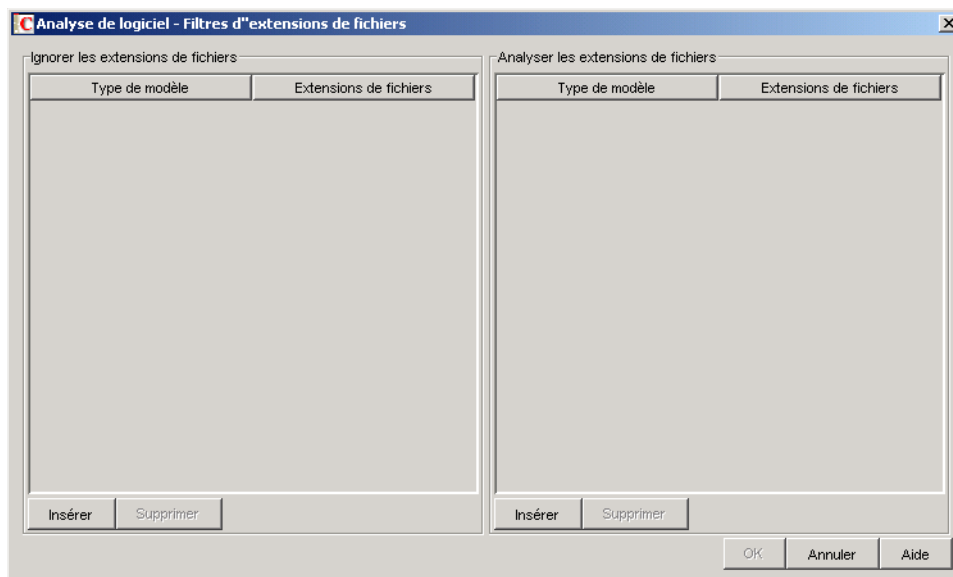 Analyse de logiciel - Filtres d''extensions de fichiers
Ignorer les extensions de fichiers
Type de modèle Extensions de fichiers
Insérer Supprimer
Analyser les extensions de fichiers
Type de modèle Extensions de fichiers
Insérer Supprimer
OK Annuler Aide